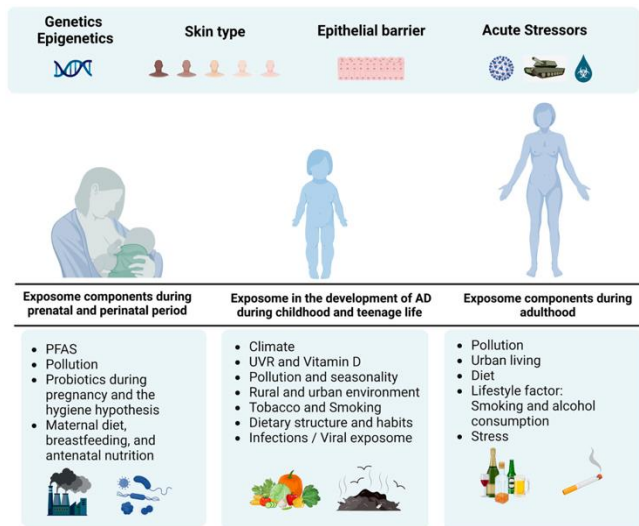 Genetics
Epigenetics
Skin type
Epithelial barrier
Acute Stressors
Exposome components during
prenatal and perinatal period
Exposome in the development of AD
during childhood and teenage life
Exposome components during
adulthood
• PFAS
• Pollution
• Probiotics during
pregnancy and the
hygiene hypothesis
• Maternal diet,
breastfeeding, and
antenatal nutrition
• Climate
• UVR and Vitamin D
• Pollution and seasonality
• Rural and urban environment
• Tobacco and Smoking
• Dietary structure and habits
• Infections / Viral exposome
• Pollution
• Urban living
• Diet
• Lifestyle factor:
Smoking and alcohol
consumption
• Stress